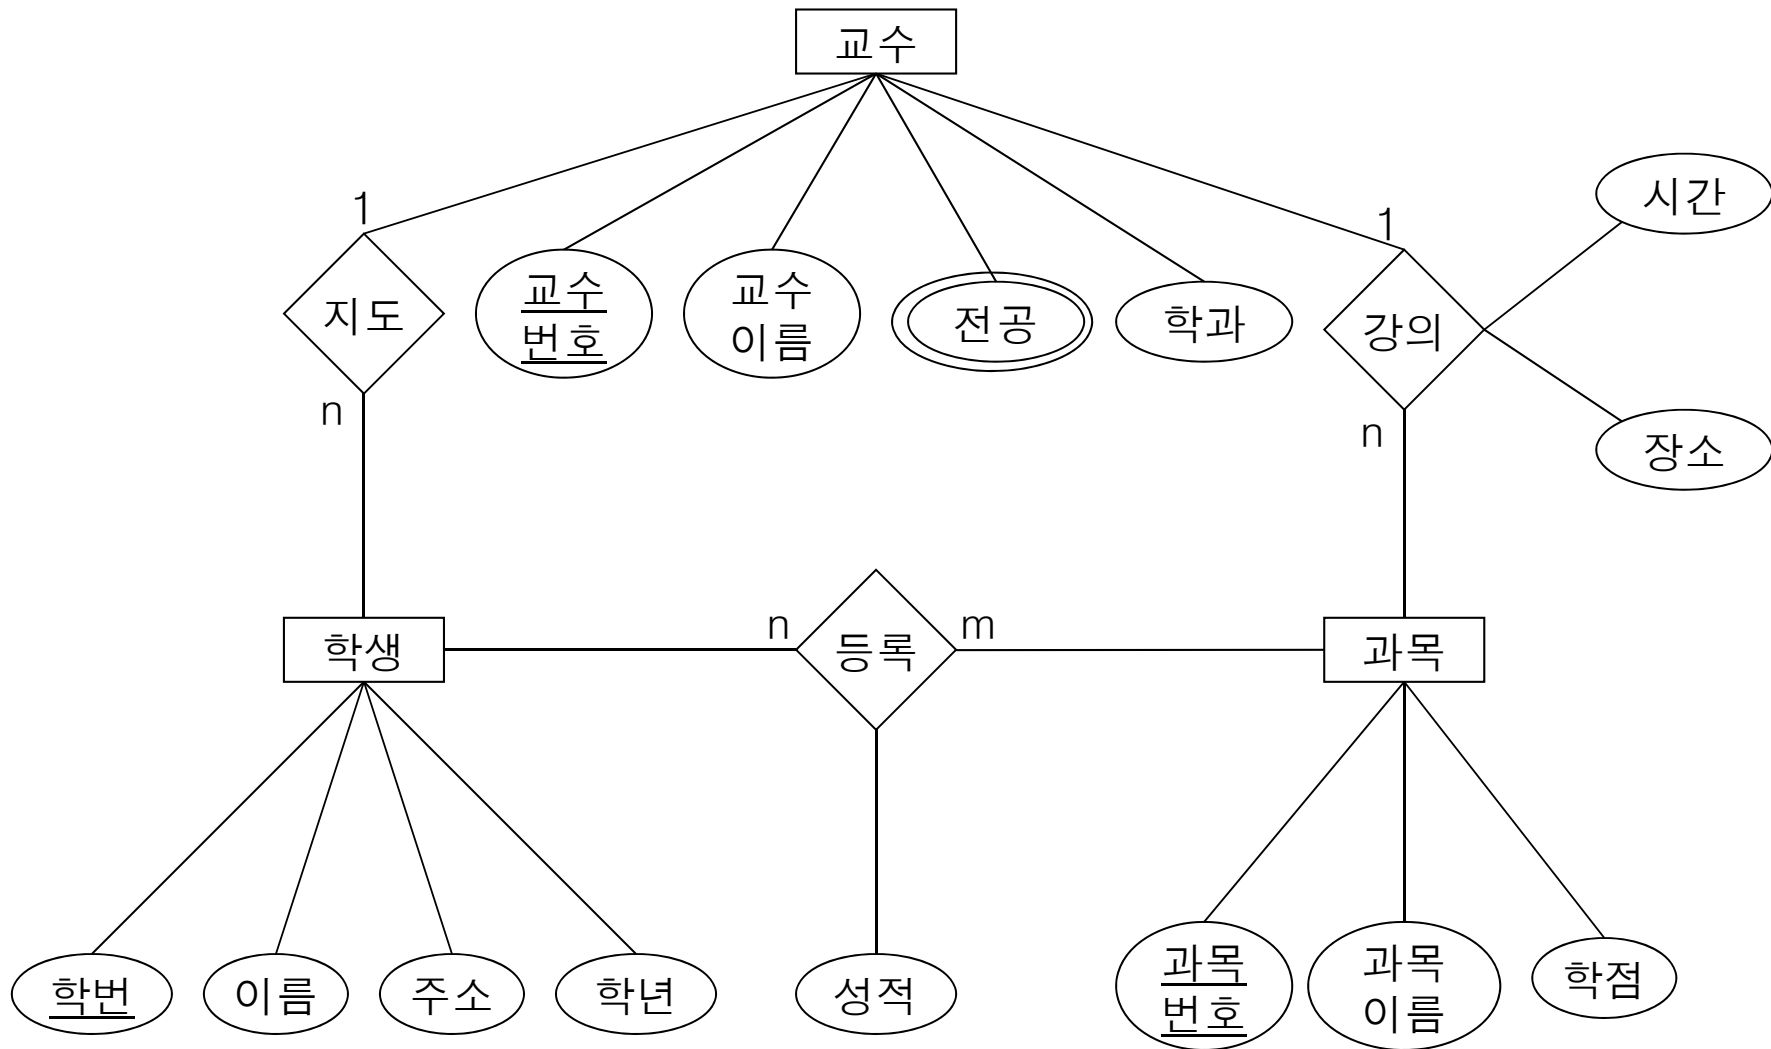 교수
1
1
시간
지도
교수
번호
교수
이름
전공
학과
강의
n
n
장소
학생
n
등록
m
과목
학번
이름
주소
학년
성적
과목
번호
과목
이름
학점